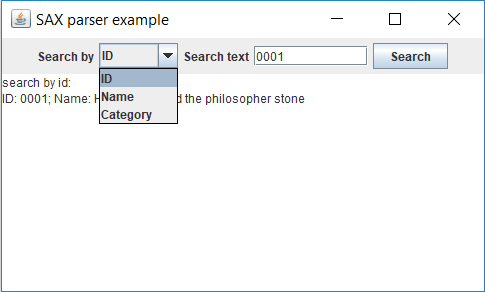 SAX parser example
Search by ID Search text 0001 Search
ID
Name
Category
search by id:
ID: 0001; Name: H d the philosopher stone